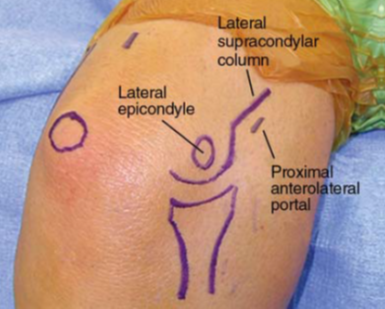 Lateral
supracondylar
column
Lateral
epicondyle
Proximal
anterolateral
portal